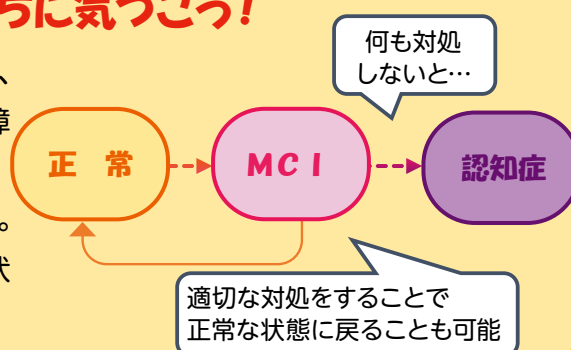 ちに気づこう!
、
障
。
状
何も対処
しないと…
正 常
MCI
認知症
適切な対処をすることで
正常な状態に戻ることも可能